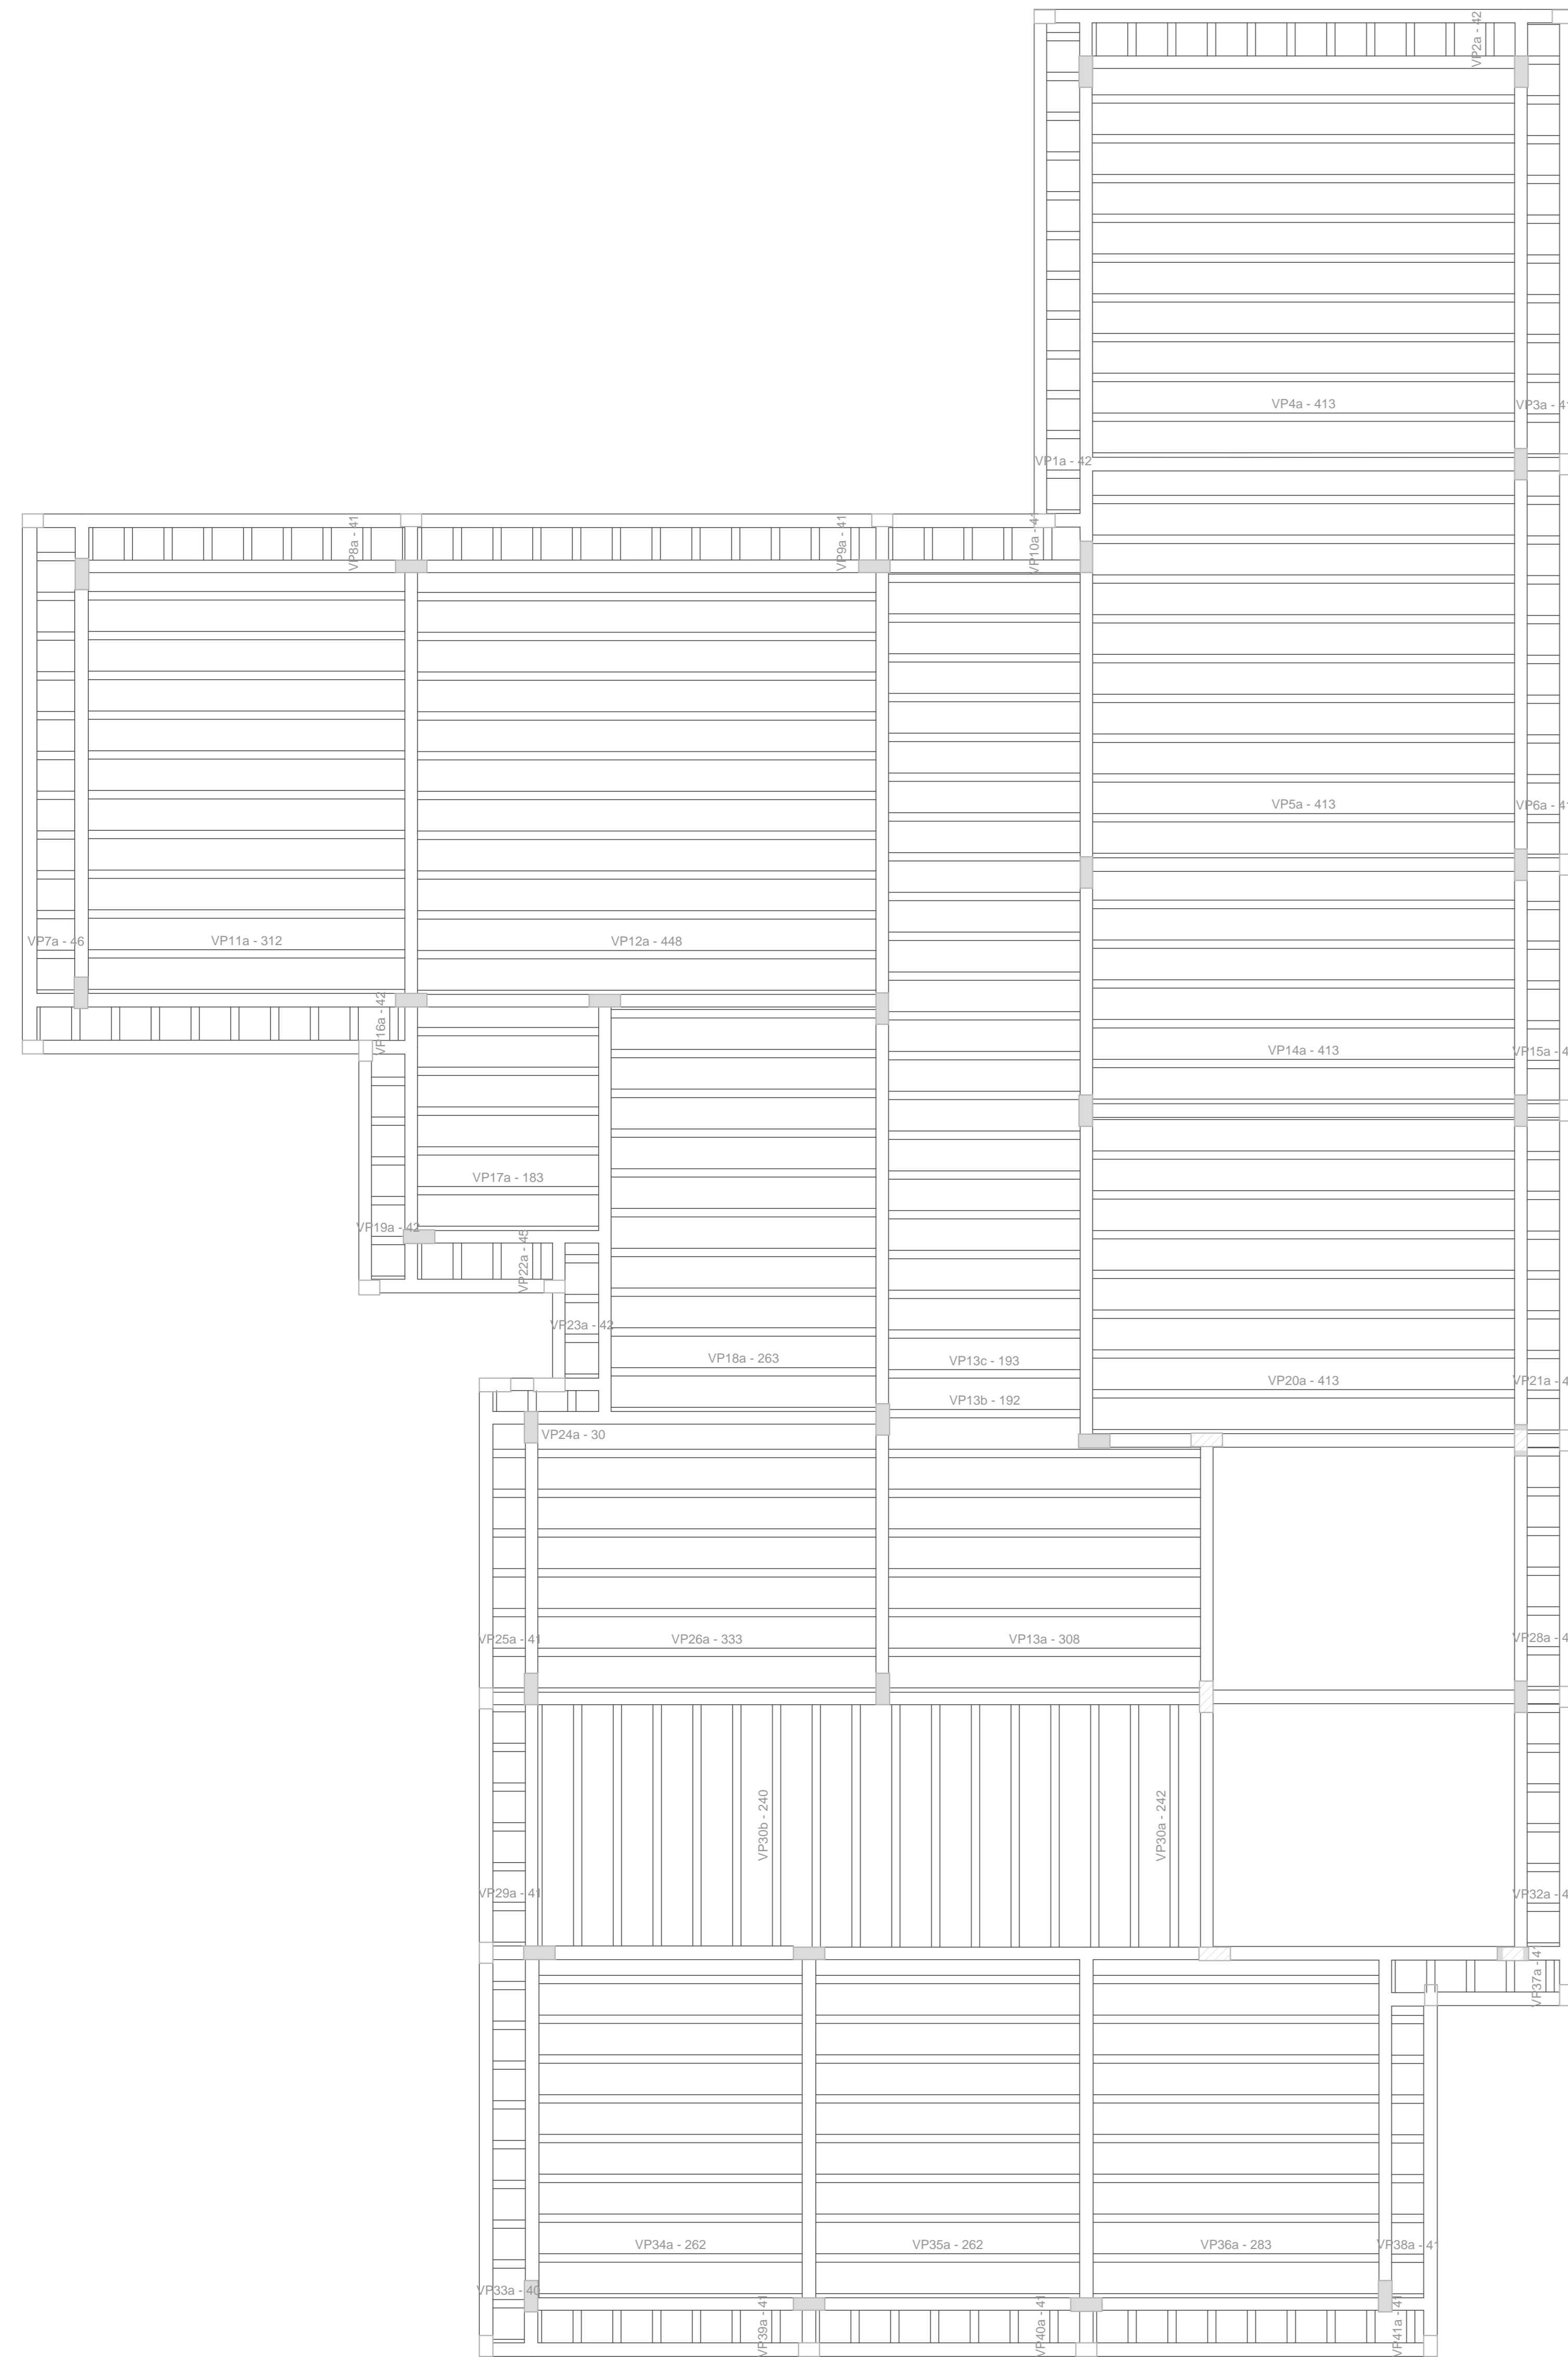 VP2a - 42
VP4a - 413
VP3a - 4
VP1a - 42
VP8a - 41
VP9a - 41
VP10a - 41
VP5a - 413
VP6a - 4
VP7a - 46
VP11a - 312
VP12a - 448
VP16a - 42
VP14a - 413
VP15a - 4
VP17a - 183
VP19a - 42
VP22a - 45
VP23a - 42
VP18a - 263
VP13c - 193
VP20a - 413
VP21a - 4
VP13b - 192
VP24a - 30
VP25a - 41
VP26a - 333
VP13a - 308
VP28a - 4
VP30b - 240
VP30a - 242
VP29a - 41
VP32a - 4
VP37a - 41
VP34a - 262
VP35a - 262
VP36a - 283
VP38a - 41
VP33a - 40
VP39a - 41
VP40a - 41
VP41a - 41